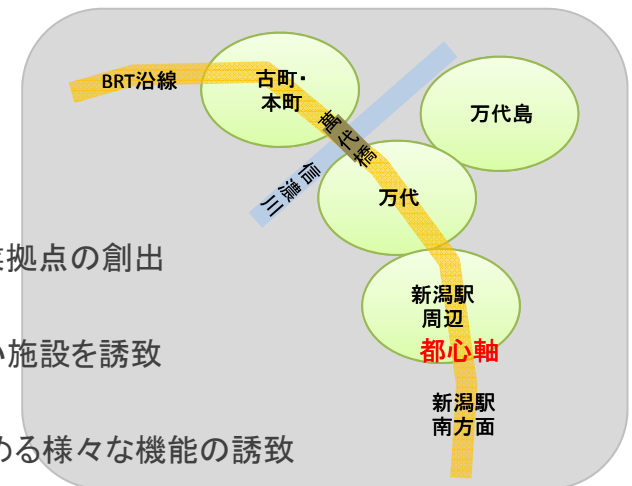 BRT沿線
古町・
本町
万代島
萬代橋
信濃川
万代
拠点の創出
新潟駅
周辺
都心軸
い施設を誘致
新潟駅
南方面
める様々な機能の誘致